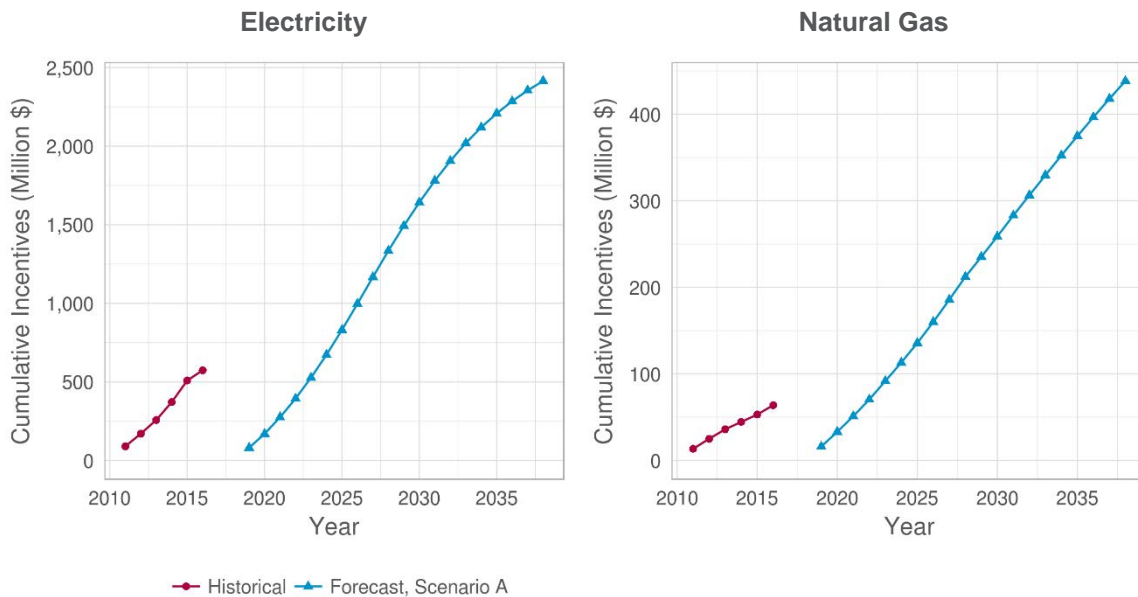 Electricity
Natural Gas
Cumulative Incentives (Million $)
2,500
2,000
1,500
1,000
500
0
2010 2015 2020 2025 2030 2035
Year
Cumulative Incentives (Million $)
400
300
200
100
0
2010 2015 2020 2025 2030 2035
Year
Historical Forecast, Scenario A